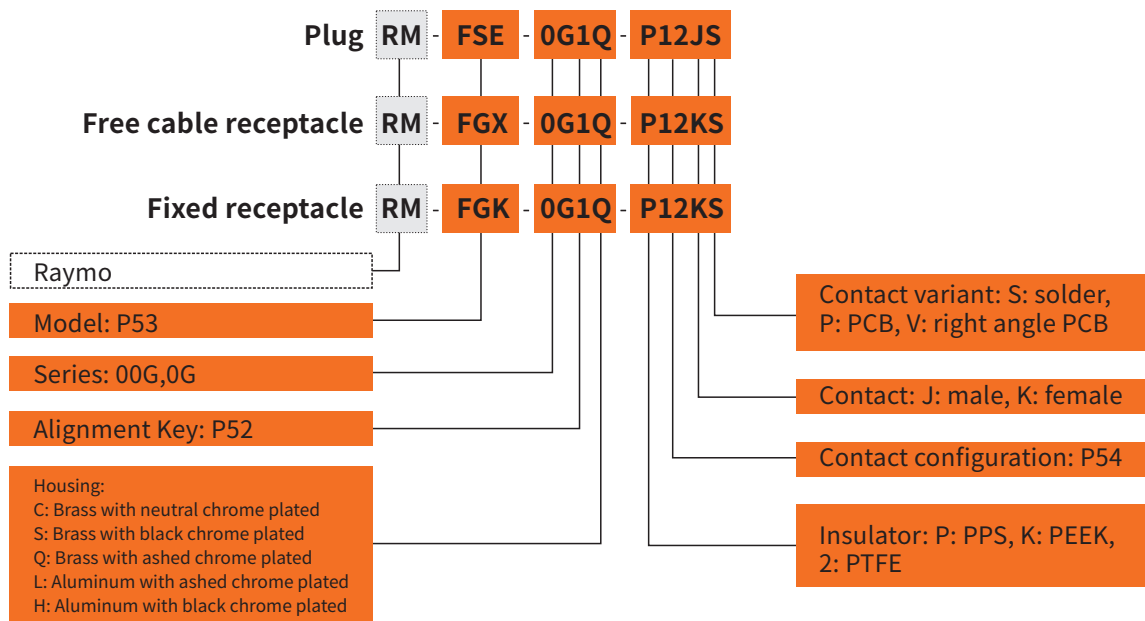 Plug RM - FSE - 0G1Q - P12JS
Free cable receptacle RM - FGX - 0G1Q - P12KS
Fixed receptacle RM - FGK - 0G1Q - P12KS
Raymo
Model: P53
Series: 00G,0G
Alignment Key: P52
Housing:
C: Brass with neutral chrome plated
S: Brass with black chrome plated
Q: Brass with ashed chrome plated
L: Aluminum with ashed chrome plated
H: Aluminum with black chrome plated
Contact variant: S: solder,
P: PCB, V: right angle PCB
Contact: J: male, K: female
Contact configuration: P54
Insulator: P: PPS, K: PEEK,
2: PTFE